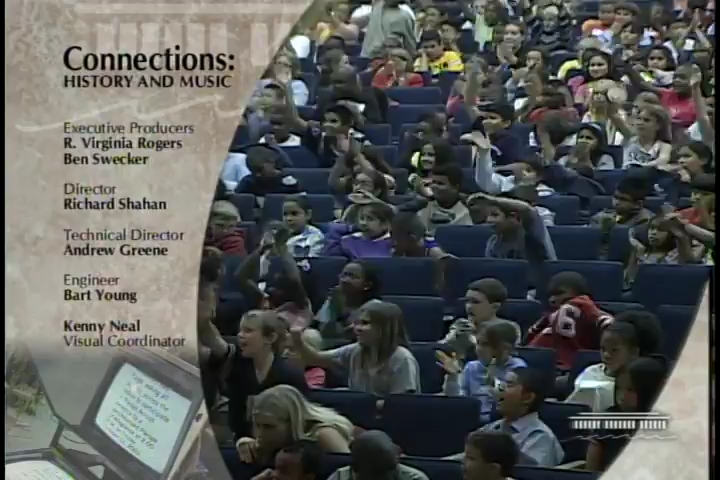 Connections:
HISTORY AND MUSIC
Executive Producers
R. Virginia Rogers
Ben Swecker
Director
Richard Shahan
Technical Director
Andrew Greene
Engineer
Bart Young
Kenny Neal
Visual Coordinator